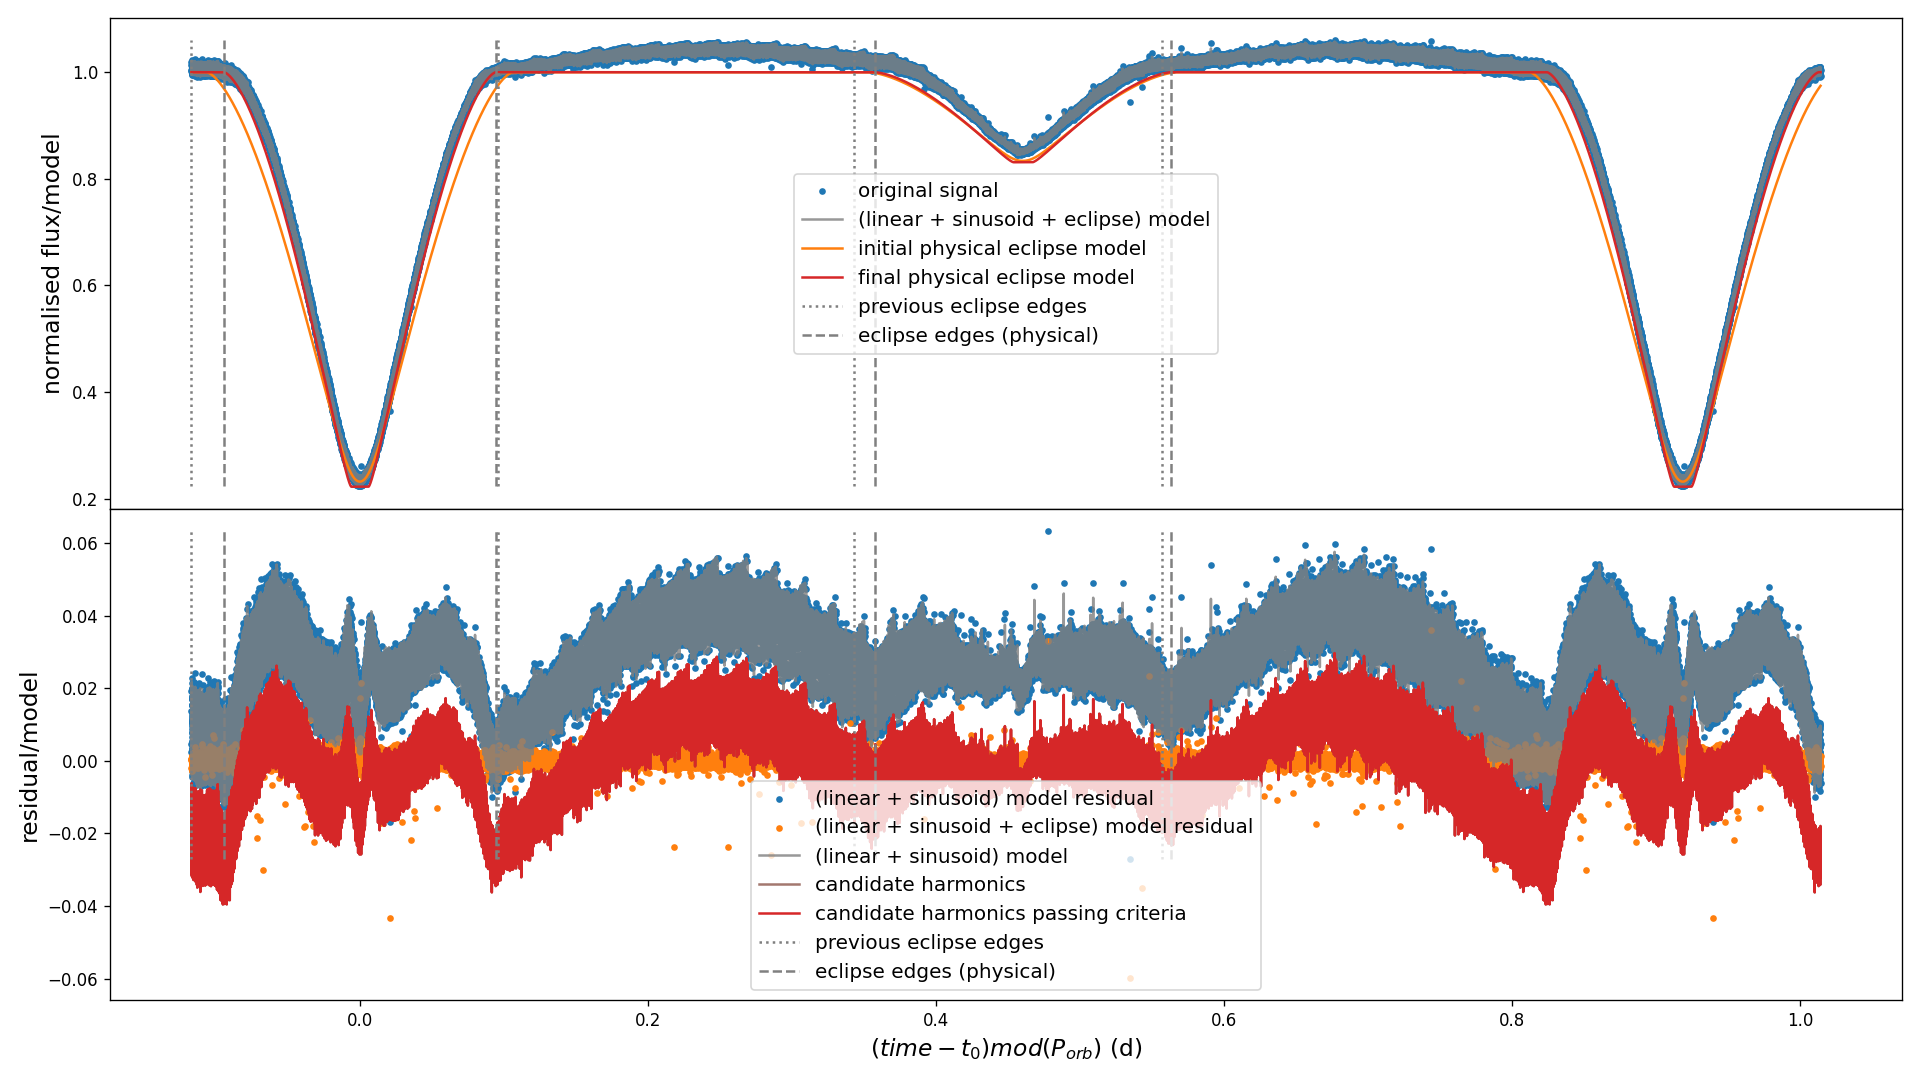 normalised flux/model
1.0
0.8
0.6
0.4
0.2
original signal
(linear + sinusoid + eclipse) model
initial physical eclipse model
final physical eclipse model
previous eclipse edges
eclipse edges (physical)
residual/model
0.06
0.04
0.02
0.00
−0.02
−0.04
−0.06
(linear + sinusoid) model residual
(linear + sinusoid + eclipse) model residual
(linear + sinusoid) model
candidate harmonics
candidate harmonics passing criteria
previous eclipse edges
eclipse edges (physical)
0.0 0.2 0.4 0.6 0.8 1.0
(time − t₀)mod(P_orb) (d)